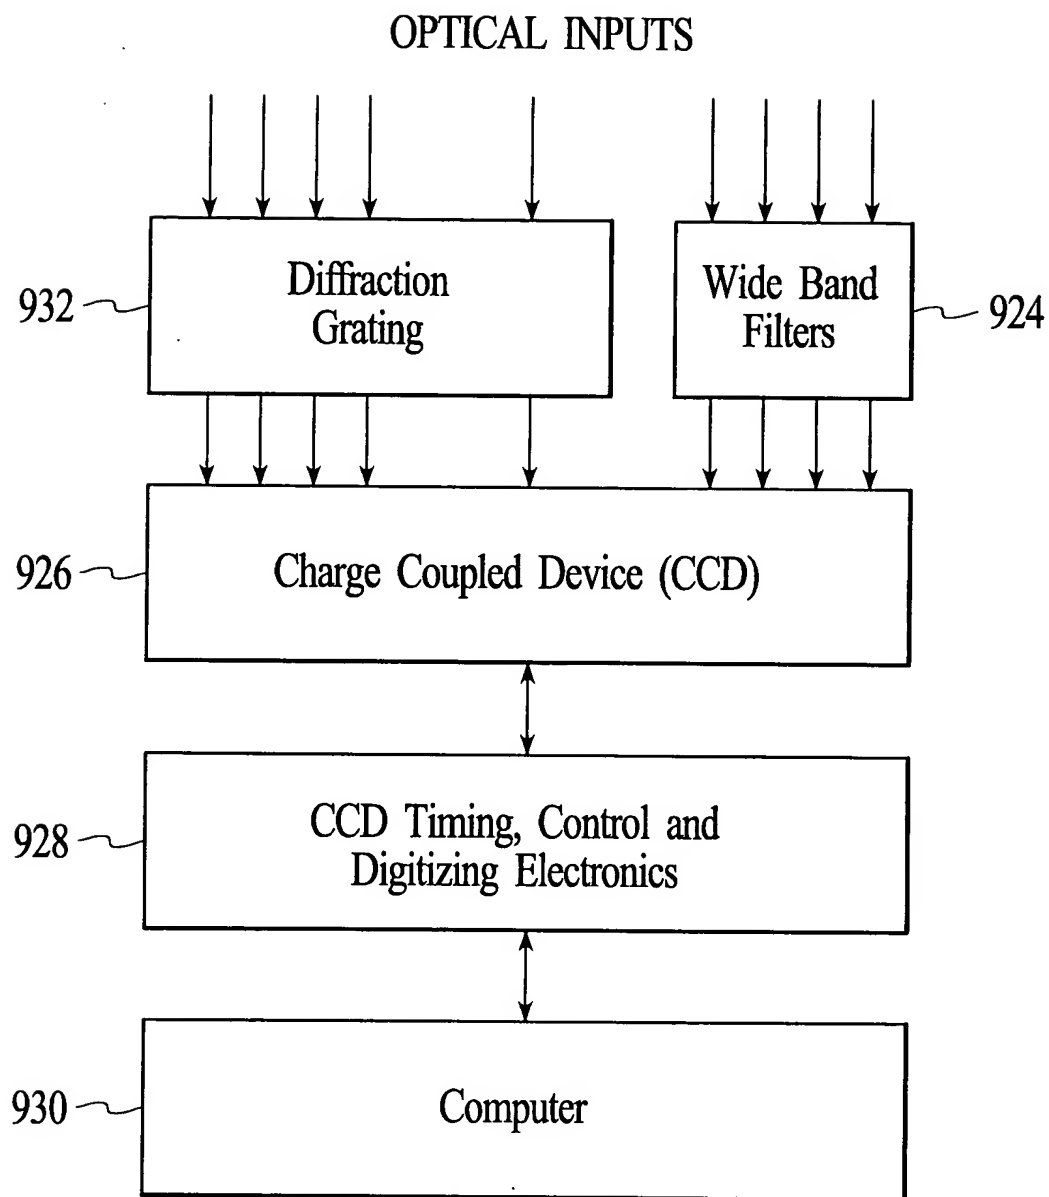 OPTICAL INPUTS
932
Diffraction
Grating
Wide Band
Filters
924
926
Charge Coupled Device (CCD)
928
CCD Timing, Control and
Digitizing Electronics
930
Computer